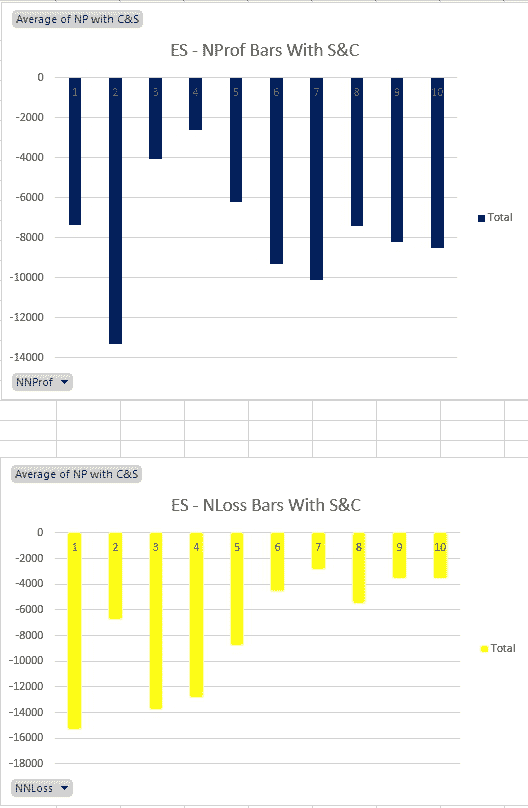 Average of NP with C&S
ES - NProf Bars With S&C
0
1 2 3 4 5 6 7 8 9 10
-2000
-4000
-6000
Total
-8000
-10000
-12000
-14000
NNProf
Average of NP with C&S
ES - NLoss Bars With S&C
0
1 2 3 4 5 6 7 8 9 10
-2000
-4000
-6000
-8000
Total
-10000
-12000
-14000
-16000
-18000
NNLoss